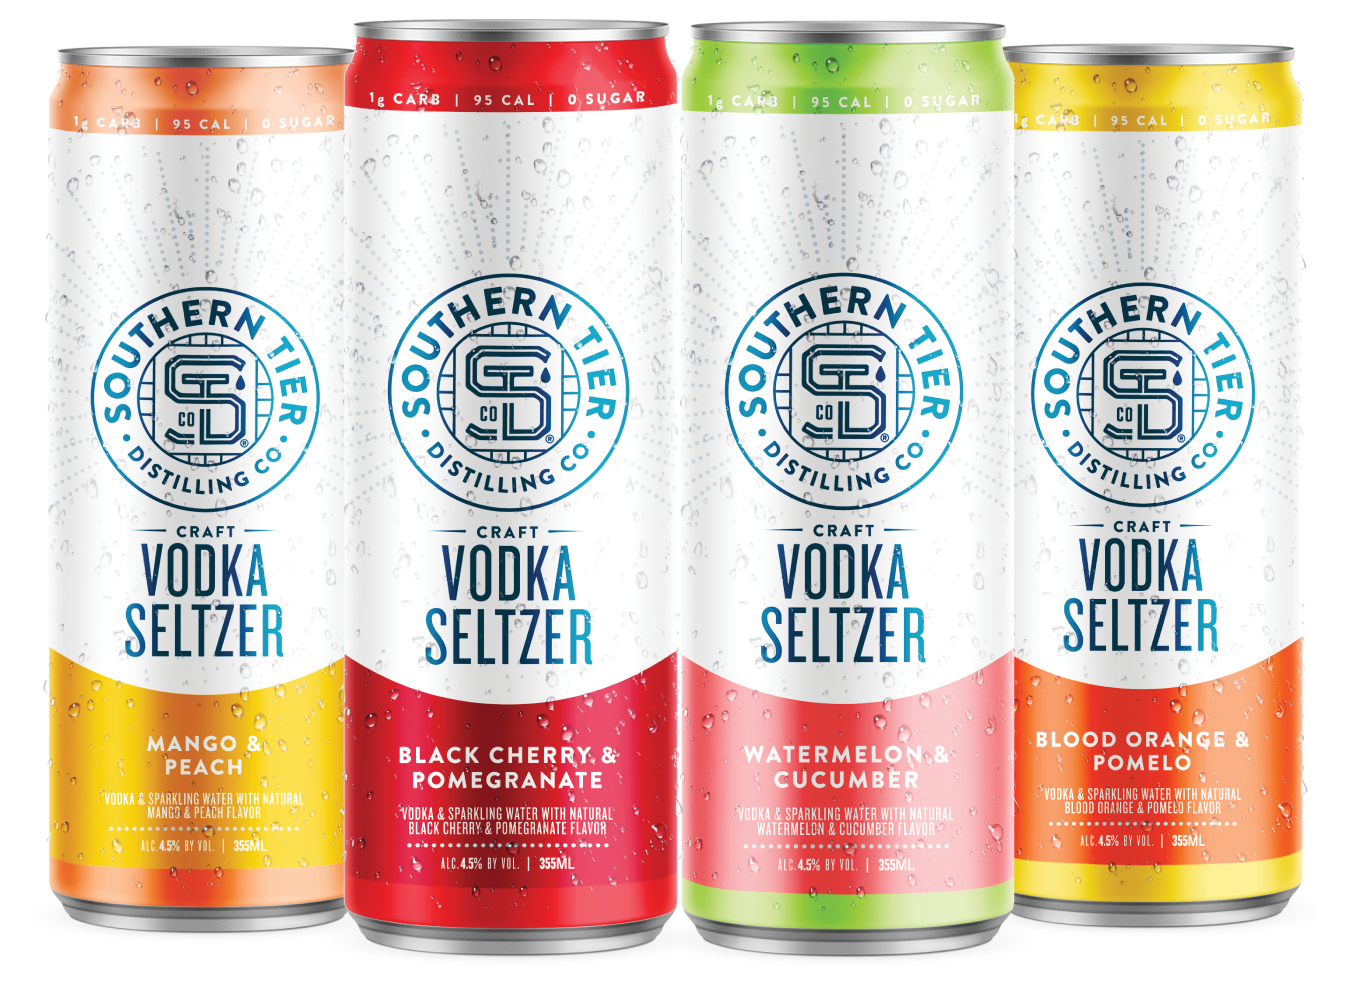 1g CARB | 95 CAL | 0 SUGAR
SOUTHERN TIER
CO
SD
®
• DISTILLING CO •
CRAFT
VODKA
SELTZER
MANGO &
PEACH
VODKA & SPARKLING WATER WITH NATURAL
MANGO & PEACH FLAVOR
ALC. 4.5% BY VOL. | 355ML
1g CARB | 95 CAL | 0 SUGAR
SOUTHERN TIER
CO
SD
®
• DISTILLING CO •
CRAFT
VODKA
SELTZER
BLACK CHERRY &
POMEGRANATE
VODKA & SPARKLING WATER WITH NATURAL
BLACK CHERRY & POMEGRANATE FLAVOR
ALC. 4.5% BY VOL. | 355ML
1g CARB | 95 CAL | 0 SUGAR
SOUTHERN TIER
CO
SD
®
• DISTILLING CO •
CRAFT
VODKA
SELTZER
WATERMELON &
CUCUMBER
VODKA & SPARKLING WATER WITH NATURAL
WATERMELON & CUCUMBER FLAVOR
ALC. 4.5% BY VOL. | 355ML
1g CARB | 95 CAL | 0 SUGAR
SOUTHERN TIER
CO
SD
®
• DISTILLING CO •
CRAFT
VODKA
SELTZER
BLOOD ORANGE &
POMELO
VODKA & SPARKLING WATER WITH NATURAL
BLOOD ORANGE & POMELO FLAVOR
ALC. 4.5% BY VOL. | 355ML